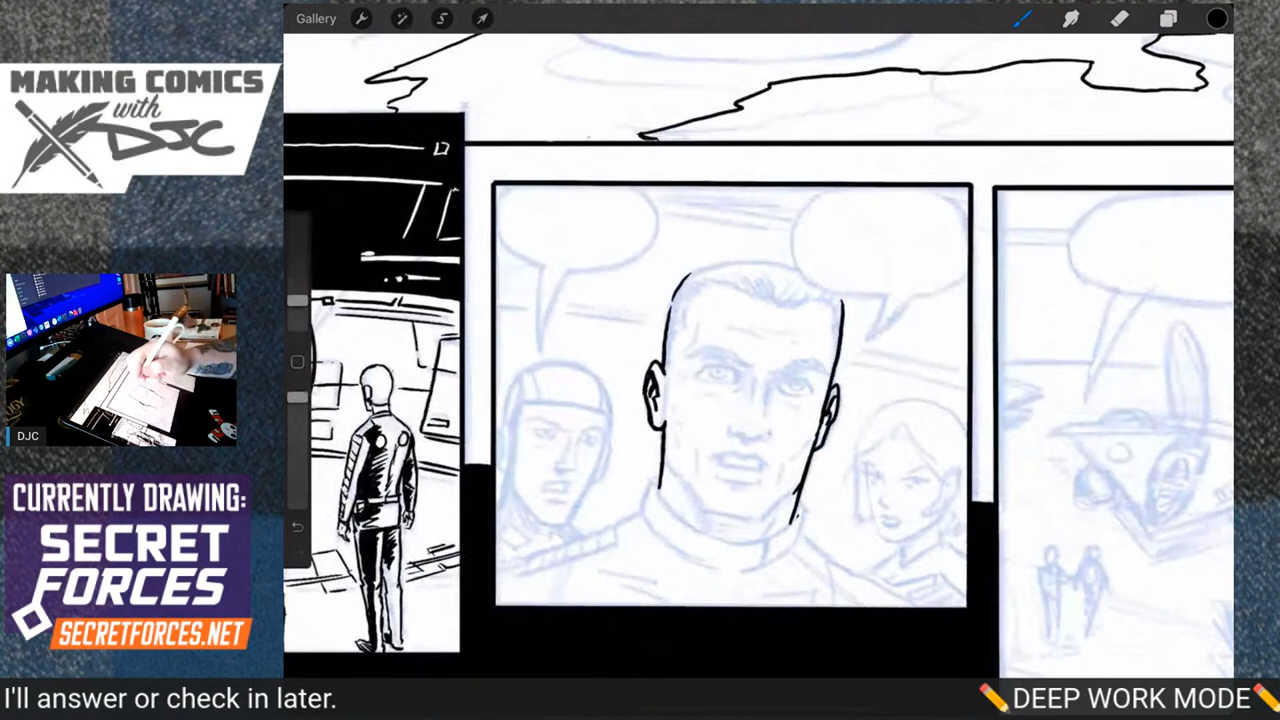 Gallery
MAKING COMICS
with
DJC
DJC
CURRENTLY DRAWING:
SECRET
FORCES
SECRETFORCES.NET
I'll answer or check in later.
✏️DEEP WORK MODE✏️